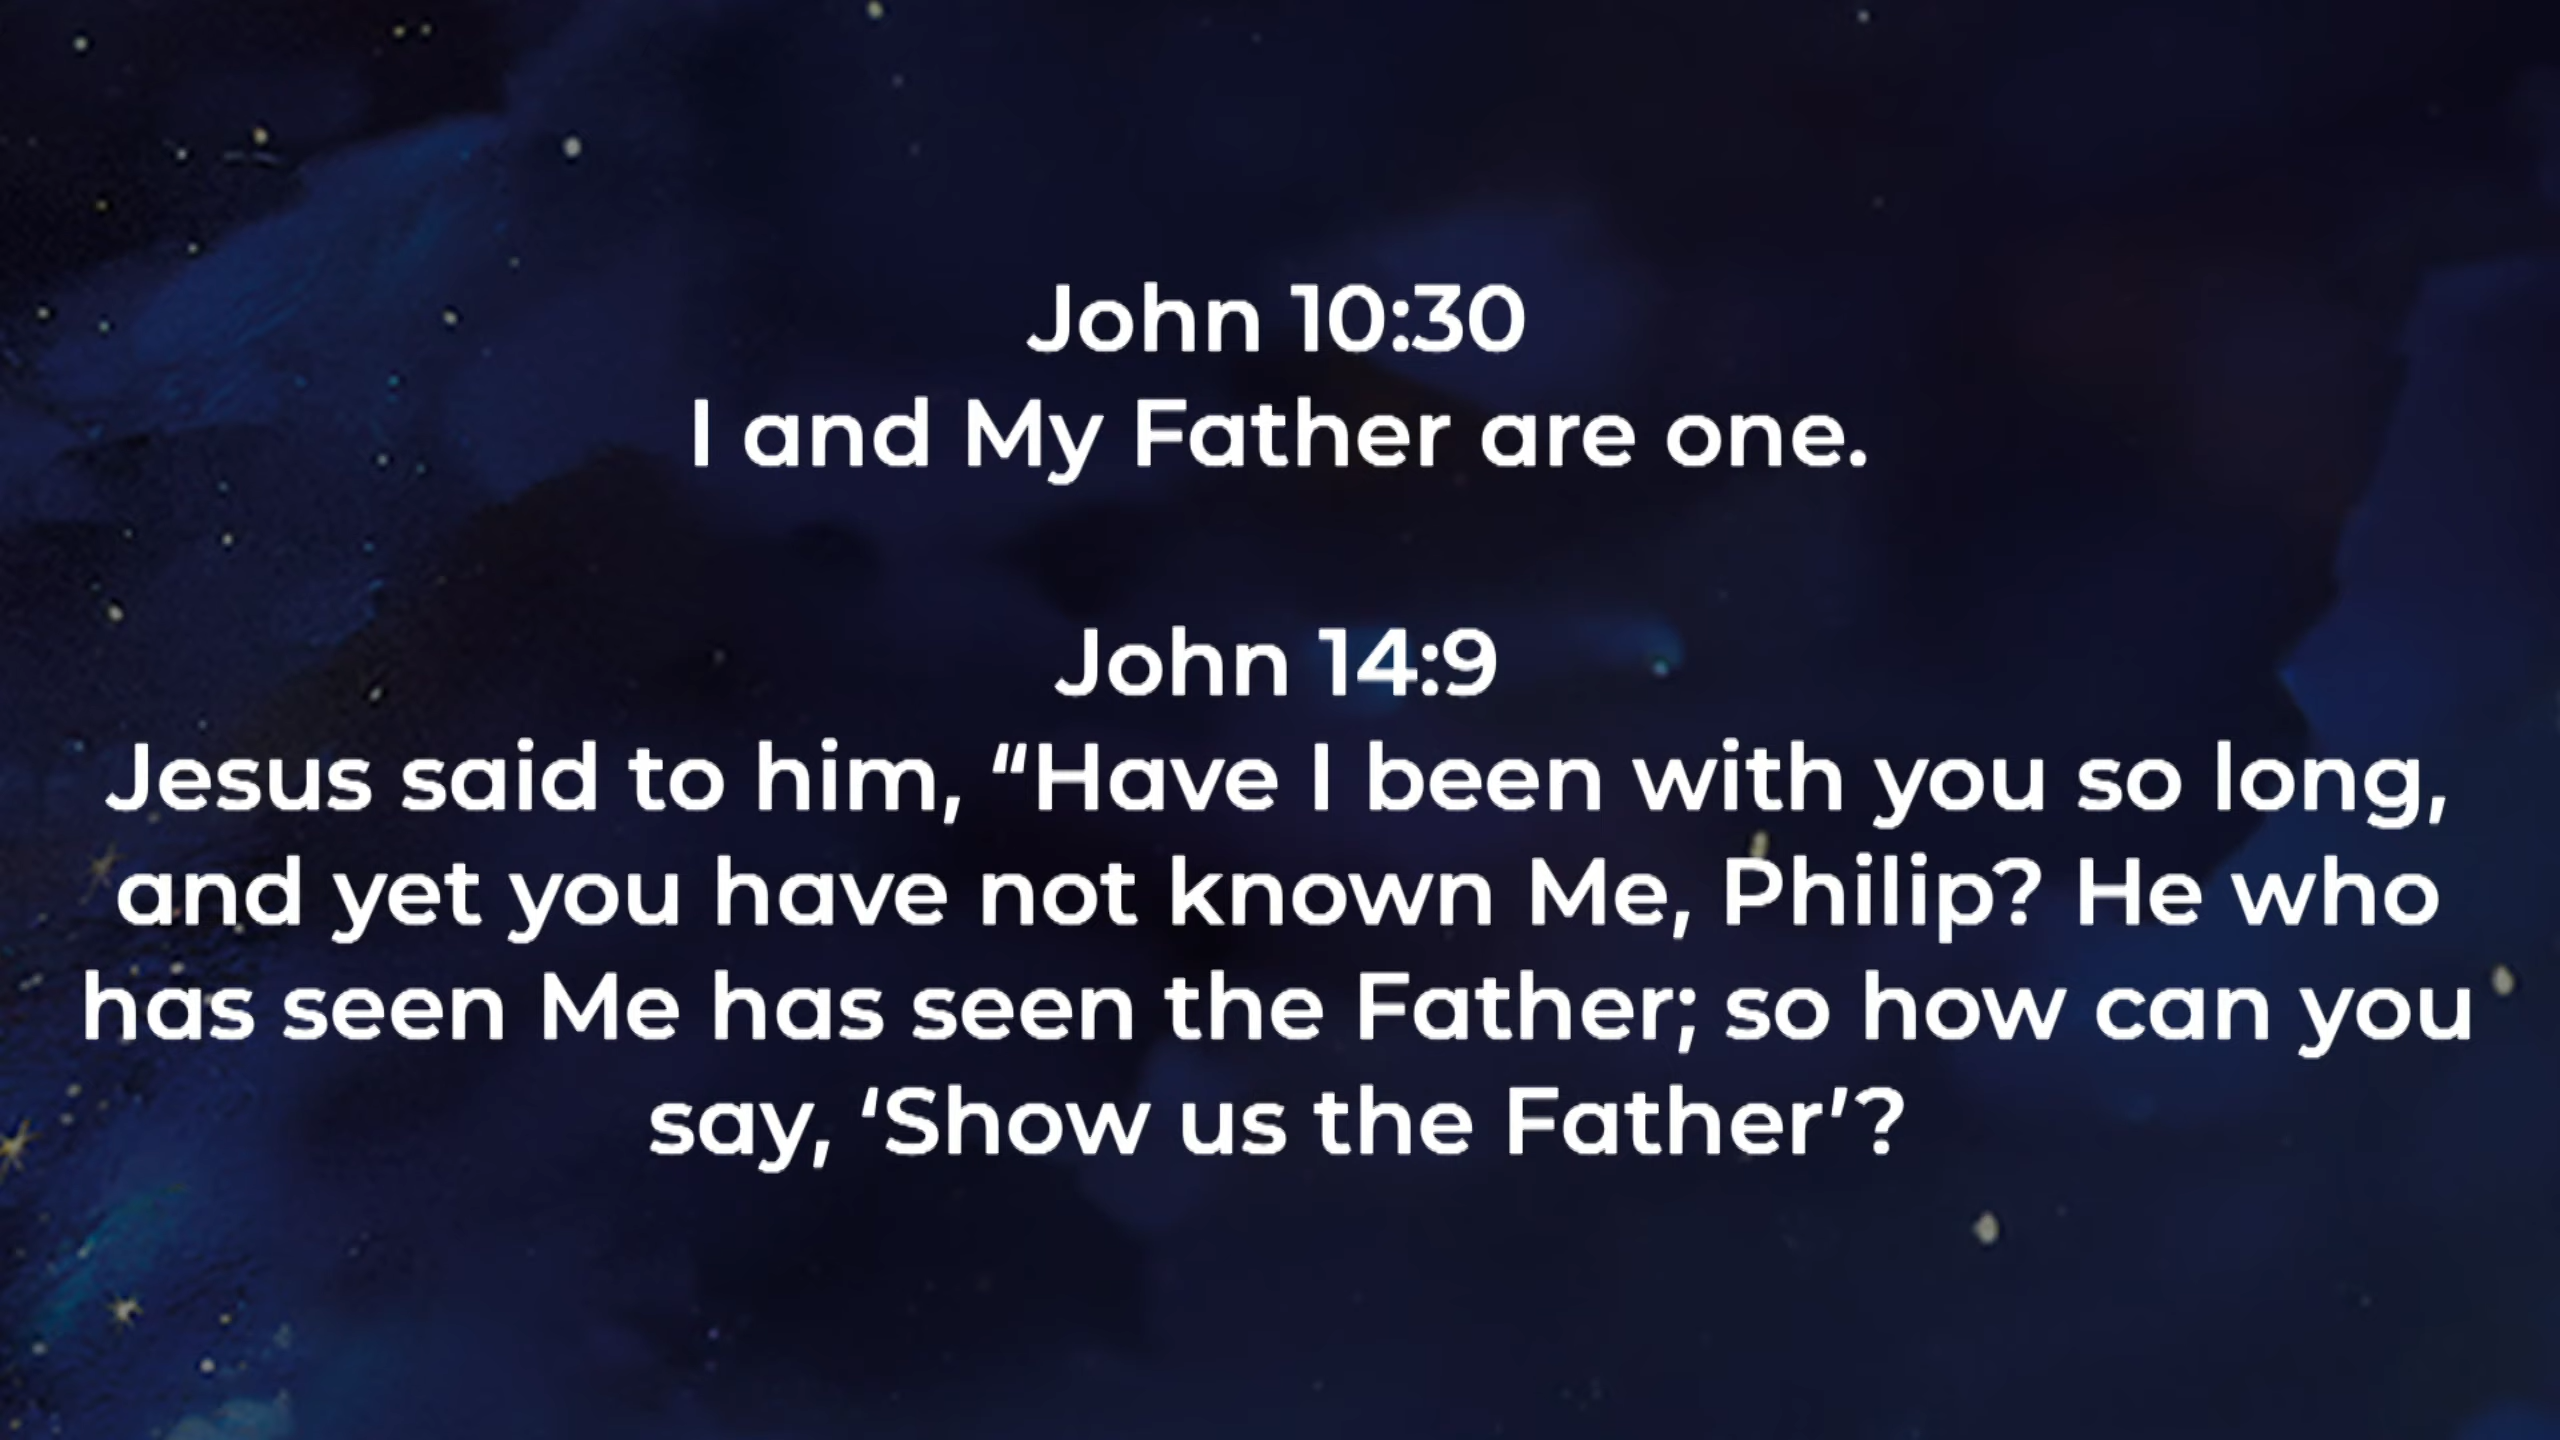 John 10:30
I and My Father are one.
John 14:9
Jesus said to him, “Have I been with you so long,
and yet you have not known Me, Philip? He who
has seen Me has seen the Father; so how can you
say, ‘Show us the Father’?